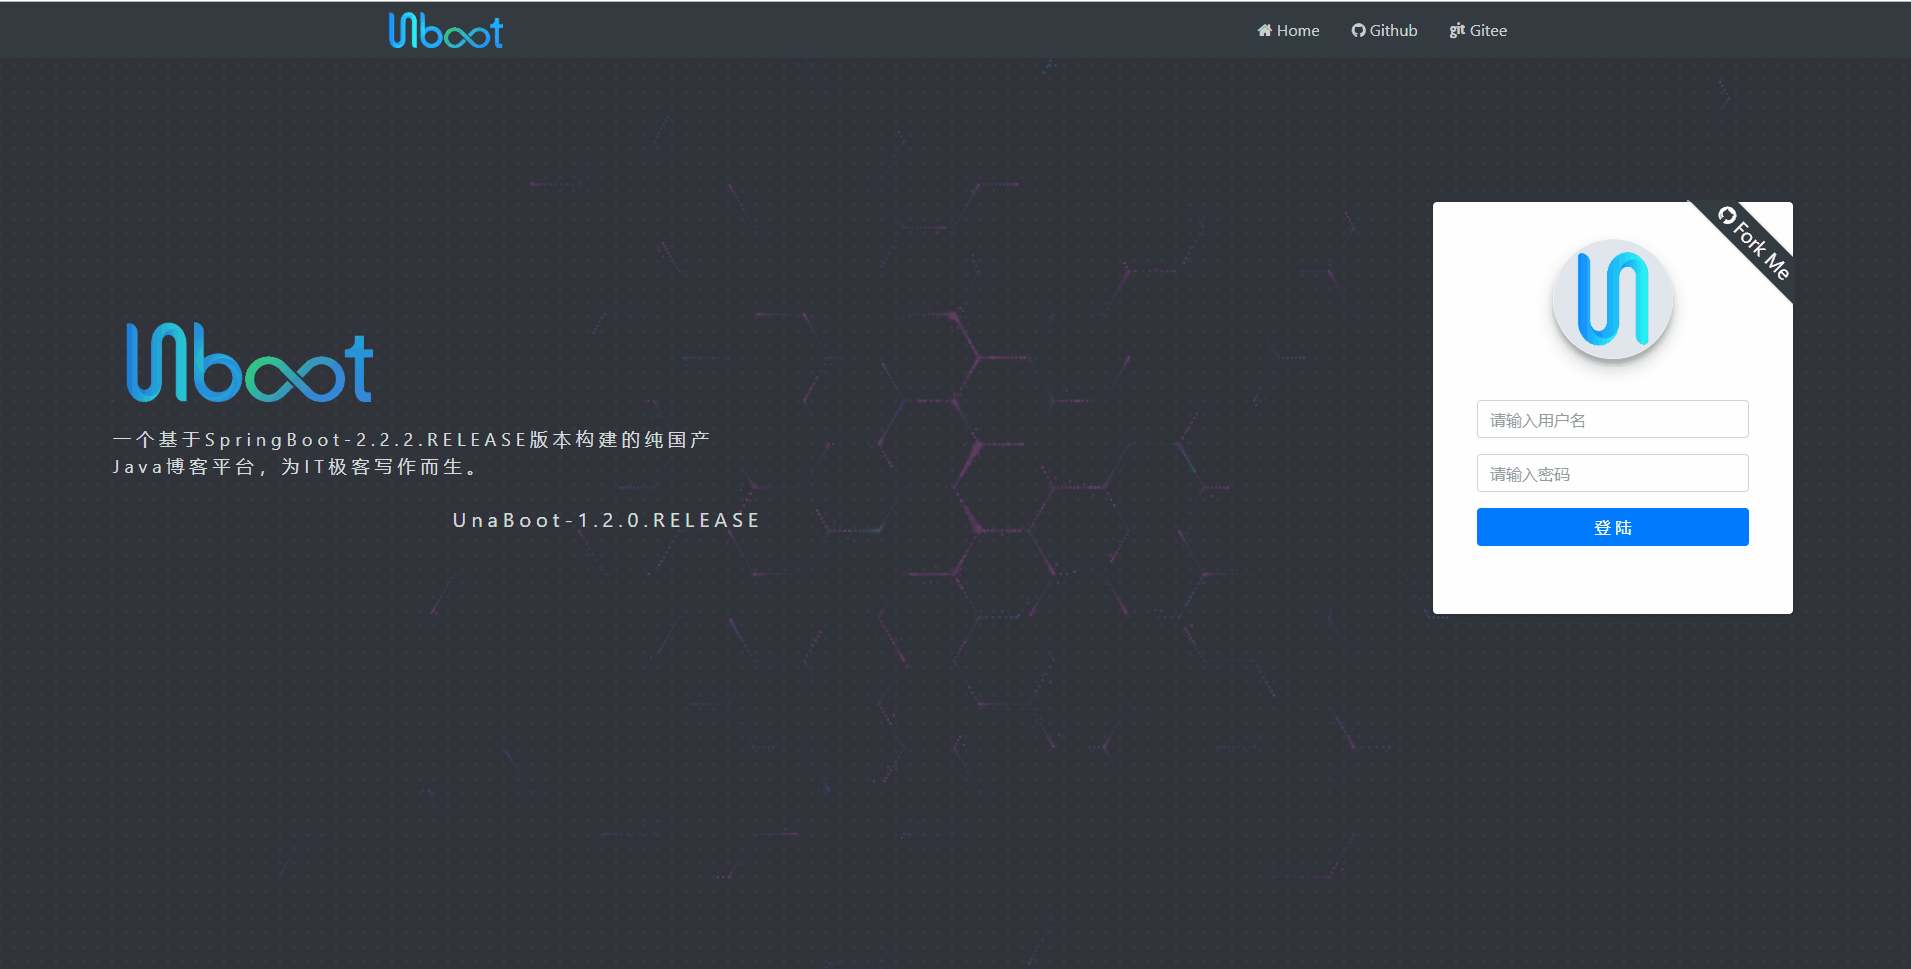 Unboot
Home
Github
Gitee
Fork Me
Unboot
一个基于SpringBoot-2.2.2.RELEASE版本构建的纯国产
Java博客平台，为IT极客写作而生。
UnaBoot-1.2.0.RELEASE
请输入用户名
请输入密码
登陆